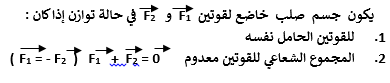 يكون جسم صلب خاضع لقوتين F₁ و F₂ في حالة توازن إذا كان :
1. للقوتين الحامل نفسه
2. المجموع الشعاعي للقوتين معدوم F₁ + F₂ = 0 ( F₁ = - F₂ )